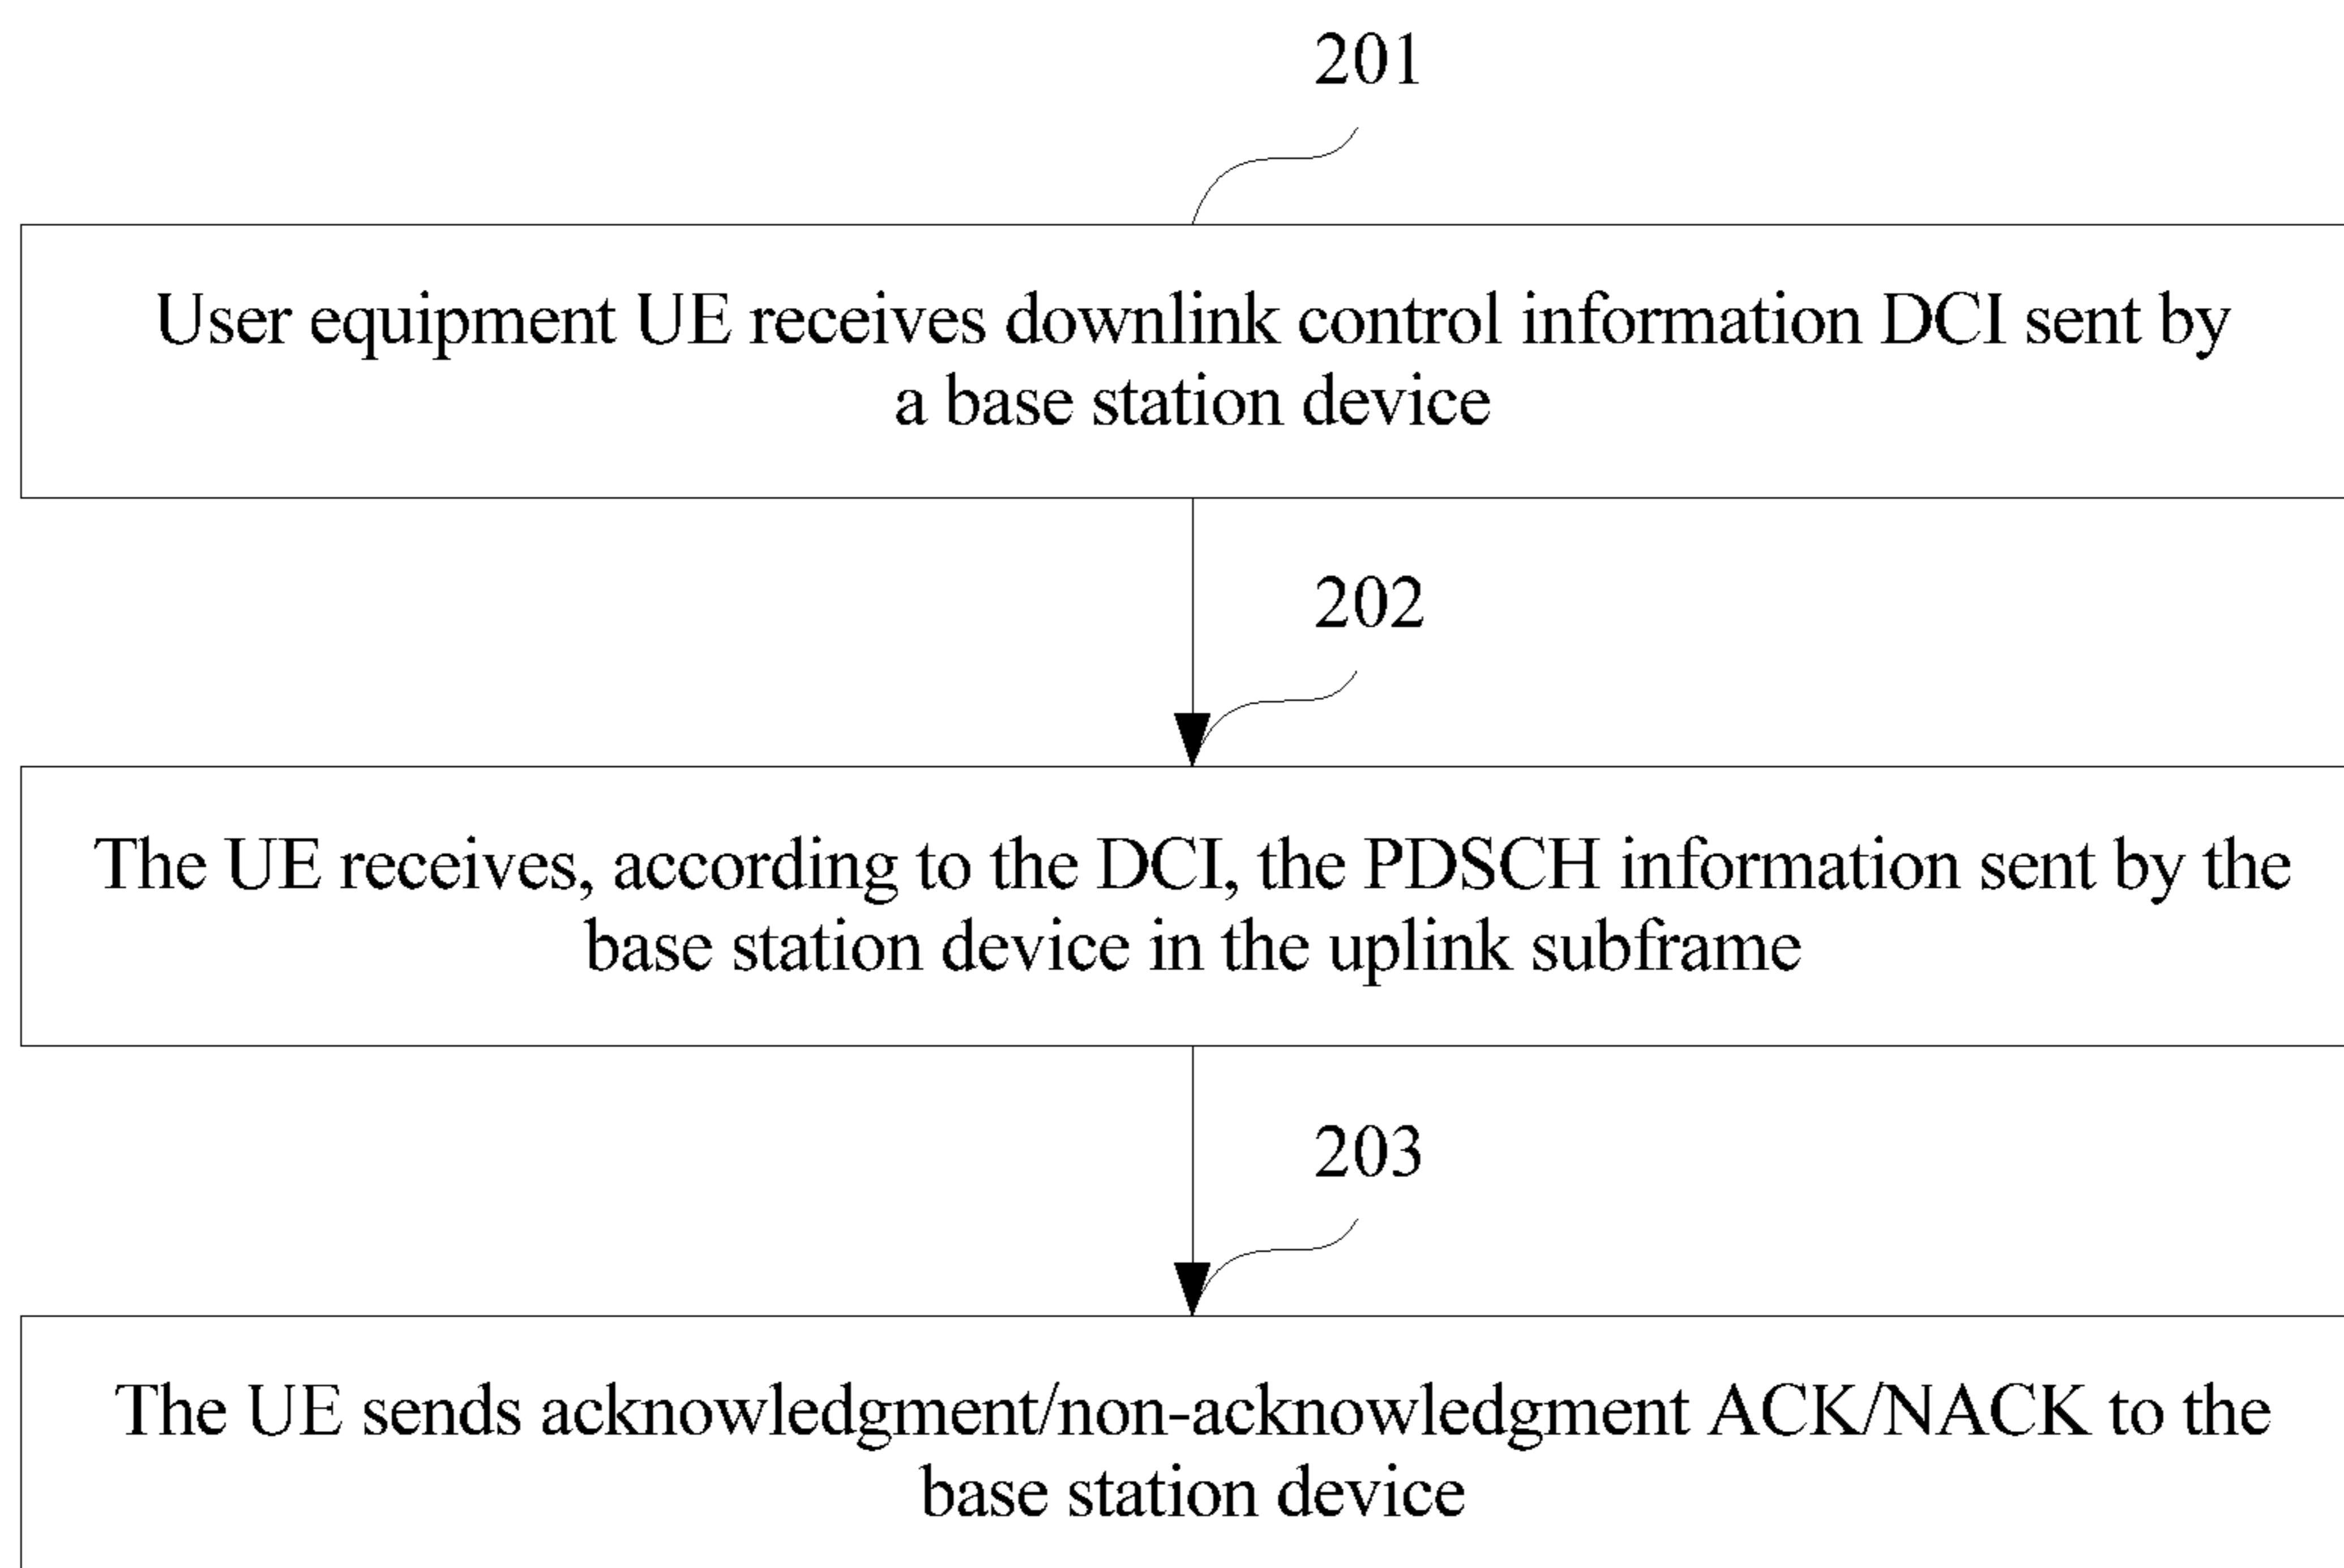 201
User equipment UE receives downlink control information DCI sent by
a base station device
202
The UE receives, according to the DCI, the PDSCH information sent by the
base station device in the uplink subframe
203
The UE sends acknowledgment/non-acknowledgment ACK/NACK to the
base station device